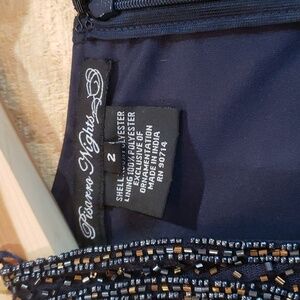 Pisarro Nights
2
SHELL 100% POLYESTER
LINING 100% POLYESTER
EXCLUSIVE OF
ORNAMENTATION
MADE IN INDIA
RN 90714